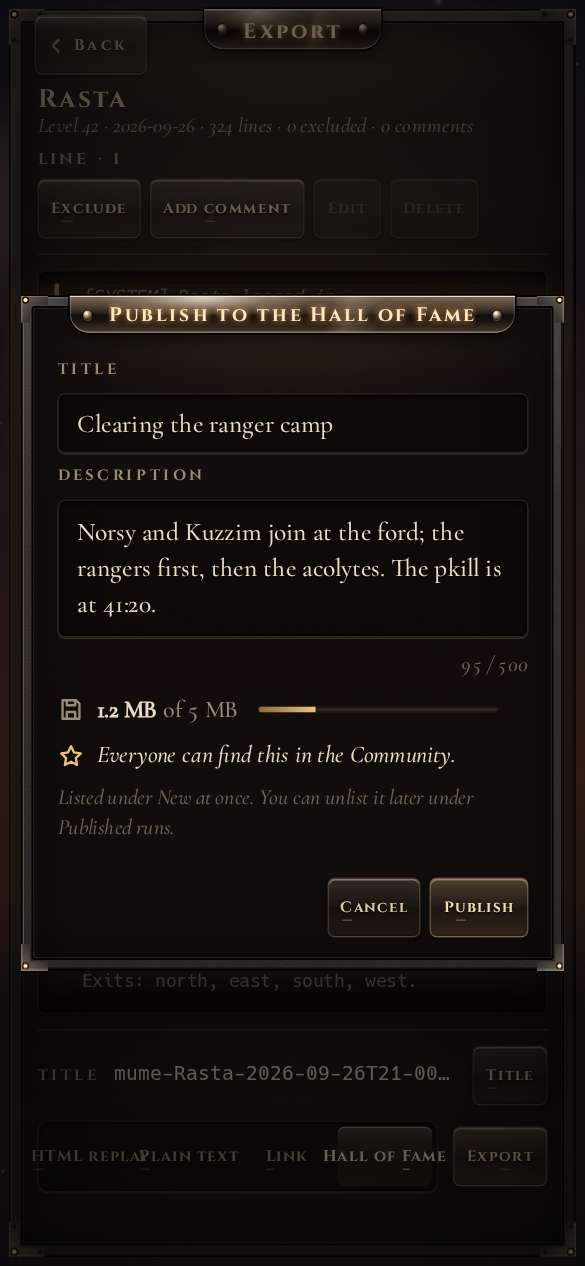 Export
Back
Rasta
Level 42 · 2026-09-26 · 324 lines · 0 excluded · 0 comments
LINE · 1
Exclude
Add comment
Edit
Delete
[SYSTEM] Rasta logged in
Publish to the Hall of Fame
TITLE
Clearing the ranger camp
DESCRIPTION
Norsy and Kuzzim join at the ford; the
rangers first, then the acolytes. The pkill is
at 41:20.
95 / 500
1.2 MB of 5 MB
Everyone can find this in the Community.
Listed under New at once. You can unlist it later under
Published runs.
Cancel
Publish
Exits: north, east, south, west.
TITLE
mume-Rasta-2026-09-26T21-00…
Title
HTML replay
Plain text
Link
Hall of Fame
Export